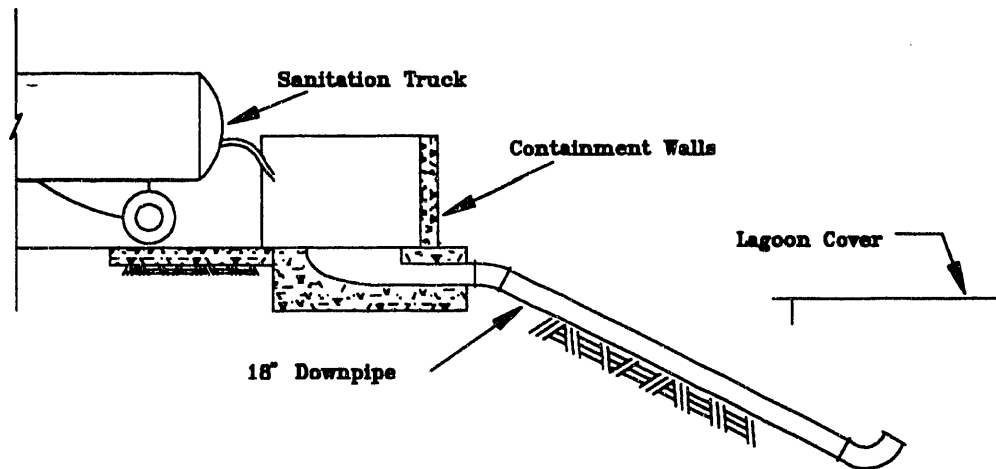 Sanitation Truck
Containment Walls
Lagoon Cover
18" Downpipe